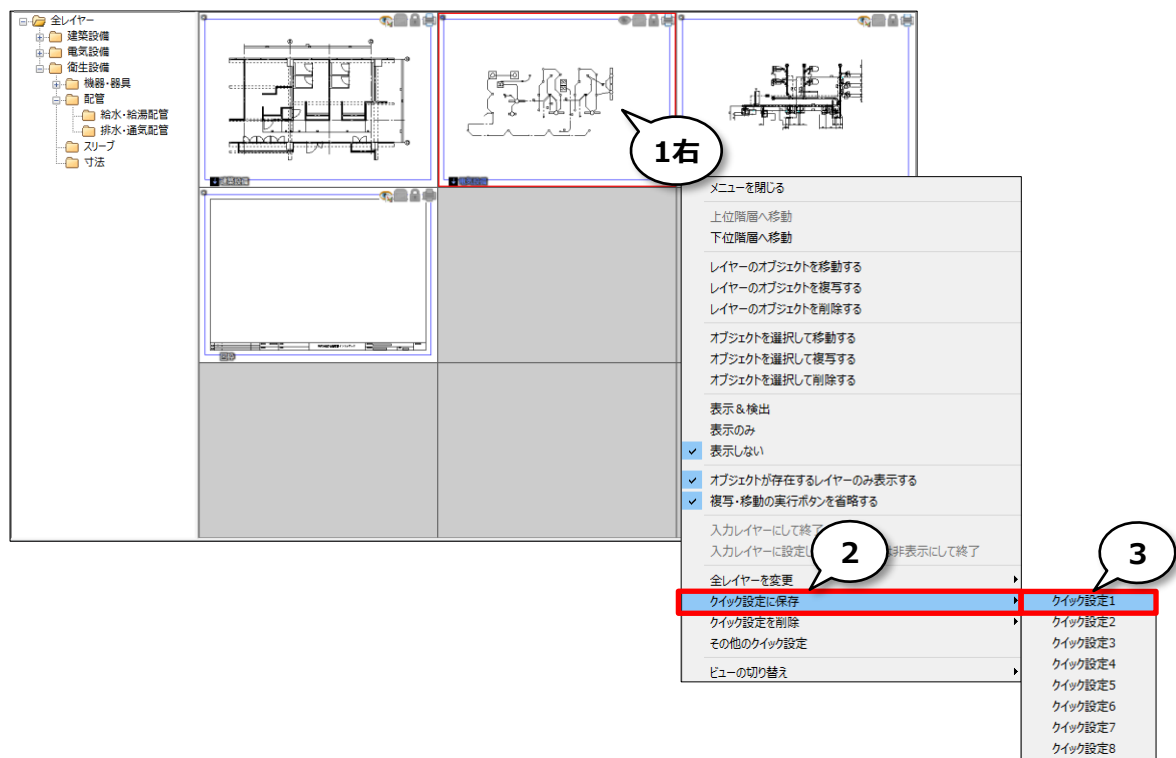 全レイヤー
建築設備
電気設備
衛生設備
機器・器具
配管
給水・給湯配管
排水・通気配管
スリーブ
寸法
1右
メニューを閉じる
上位階層へ移動
下位階層へ移動
レイヤーのオブジェクトを移動する
レイヤーのオブジェクトを複写する
レイヤーのオブジェクトを削除する
オブジェクトを選択して移動する
オブジェクトを選択して複写する
オブジェクトを選択して削除する
表示＆検出
表示のみ
表示しない
オブジェクトが存在するレイヤーのみ表示する
複写・移動の実行ボタンを省略する
入力レイヤーにして終了
入力レイヤーに設定し 非表示にして終了
2
3
全レイヤーを変更
クイック設定に保存
クイック設定を削除
その他のクイック設定
ビューの切り替え
クイック設定1
クイック設定2
クイック設定3
クイック設定4
クイック設定5
クイック設定6
クイック設定7
クイック設定8